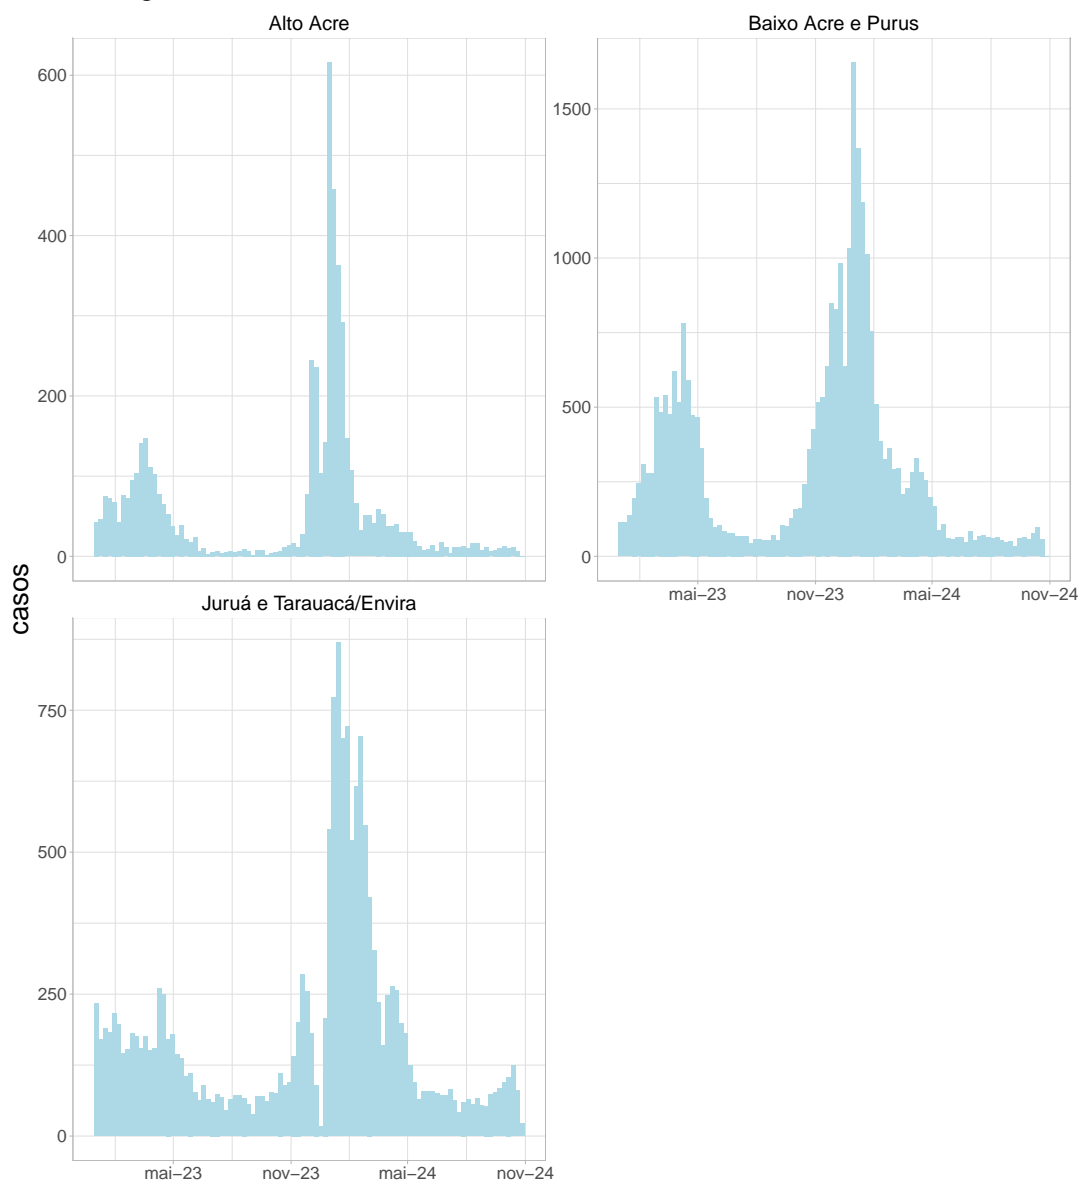 Alto Acre
Baixo Acre e Purus
600
400
200
0
1500
1000
500
0
mai−23 nov−23 mai−24 nov−24
casos
Juruá e Tarauacá/Envira
750
500
250
0
mai−23 nov−23 mai−24 nov−24